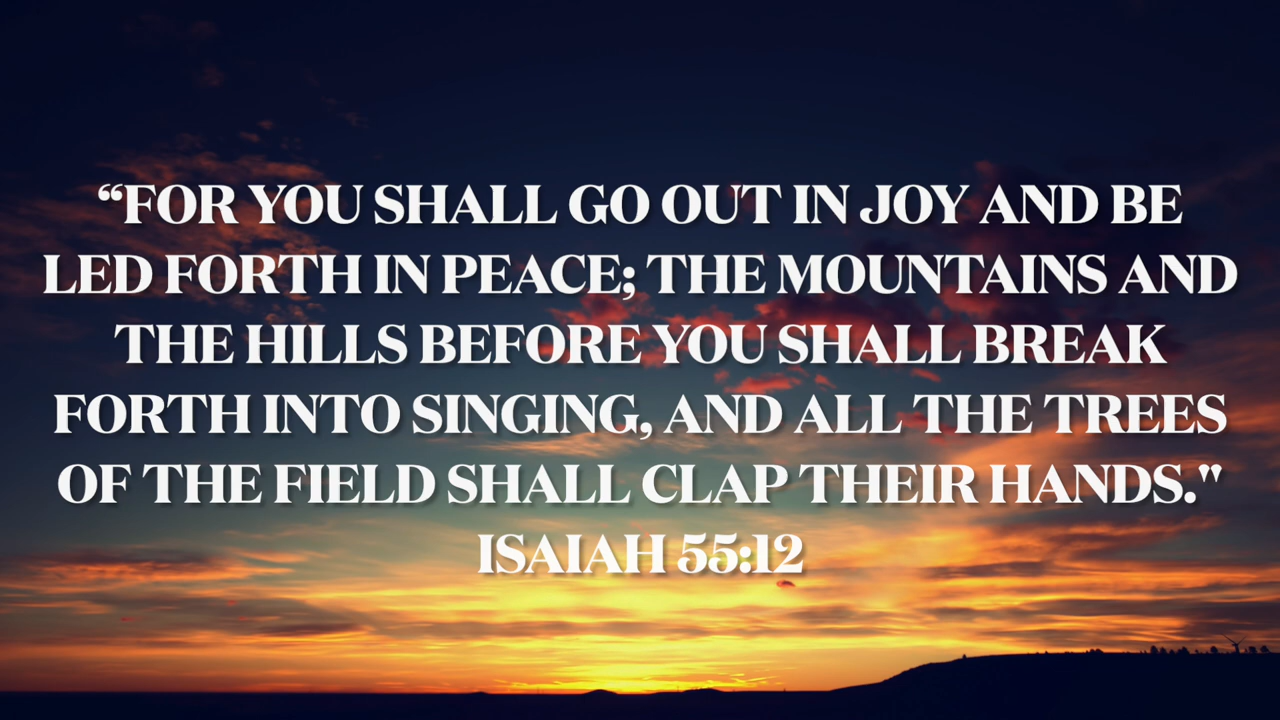 “FOR YOU SHALL GO OUT IN JOY AND BE
LED FORTH IN PEACE; THE MOUNTAINS AND
THE HILLS BEFORE YOU SHALL BREAK
FORTH INTO SINGING, AND ALL THE TREES
OF THE FIELD SHALL CLAP THEIR HANDS."
ISAIAH 55:12